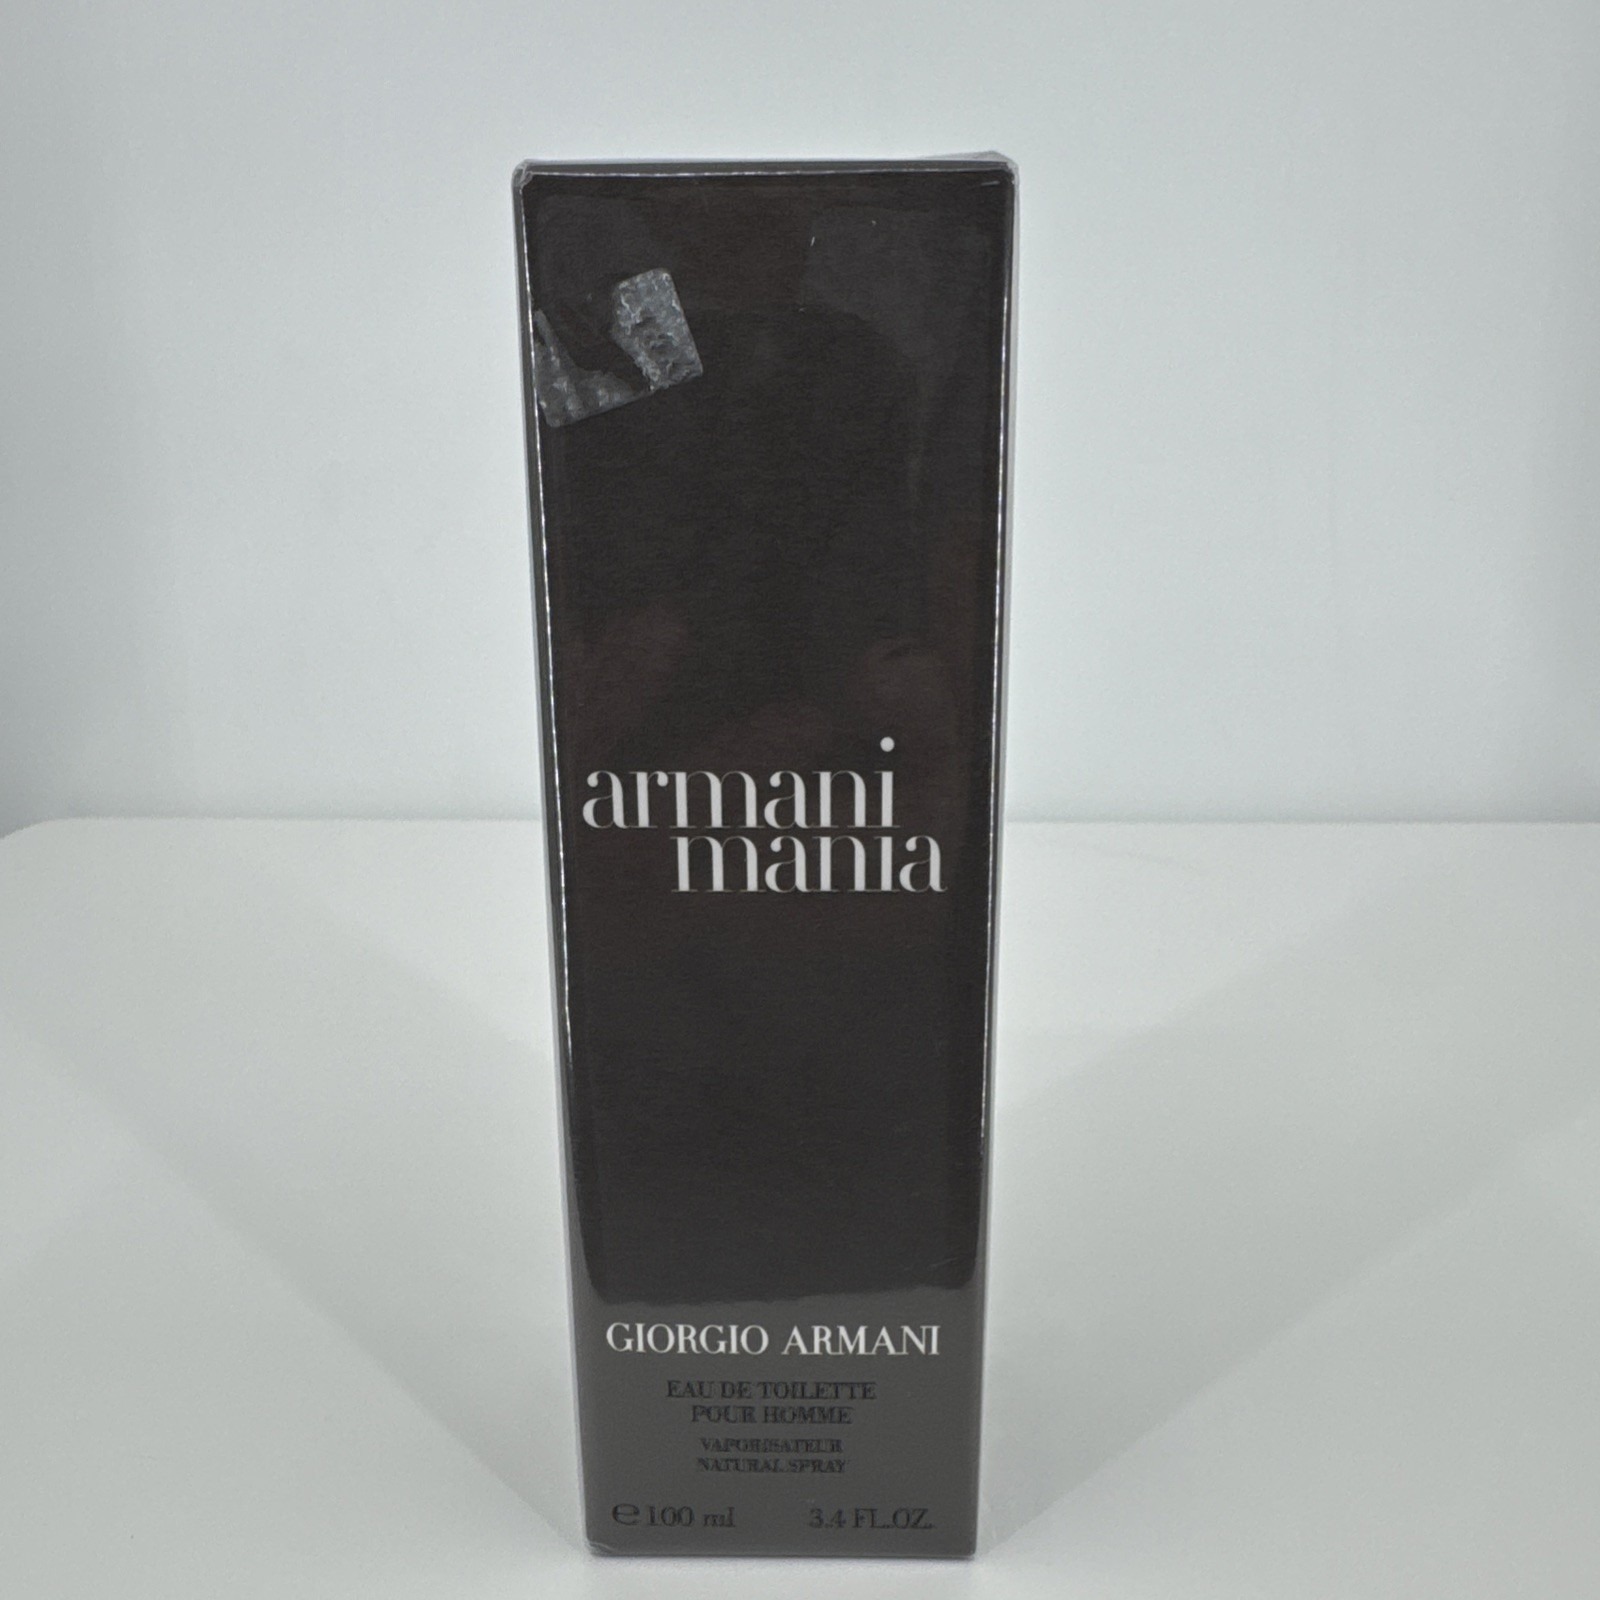 armani
mania
GIORGIO ARMANI
EAU DE TOILETTE
POUR HOMME
VAPORISATEUR
NATURAL SPRAY
℮ 100 ml 3.4 FL.OZ.